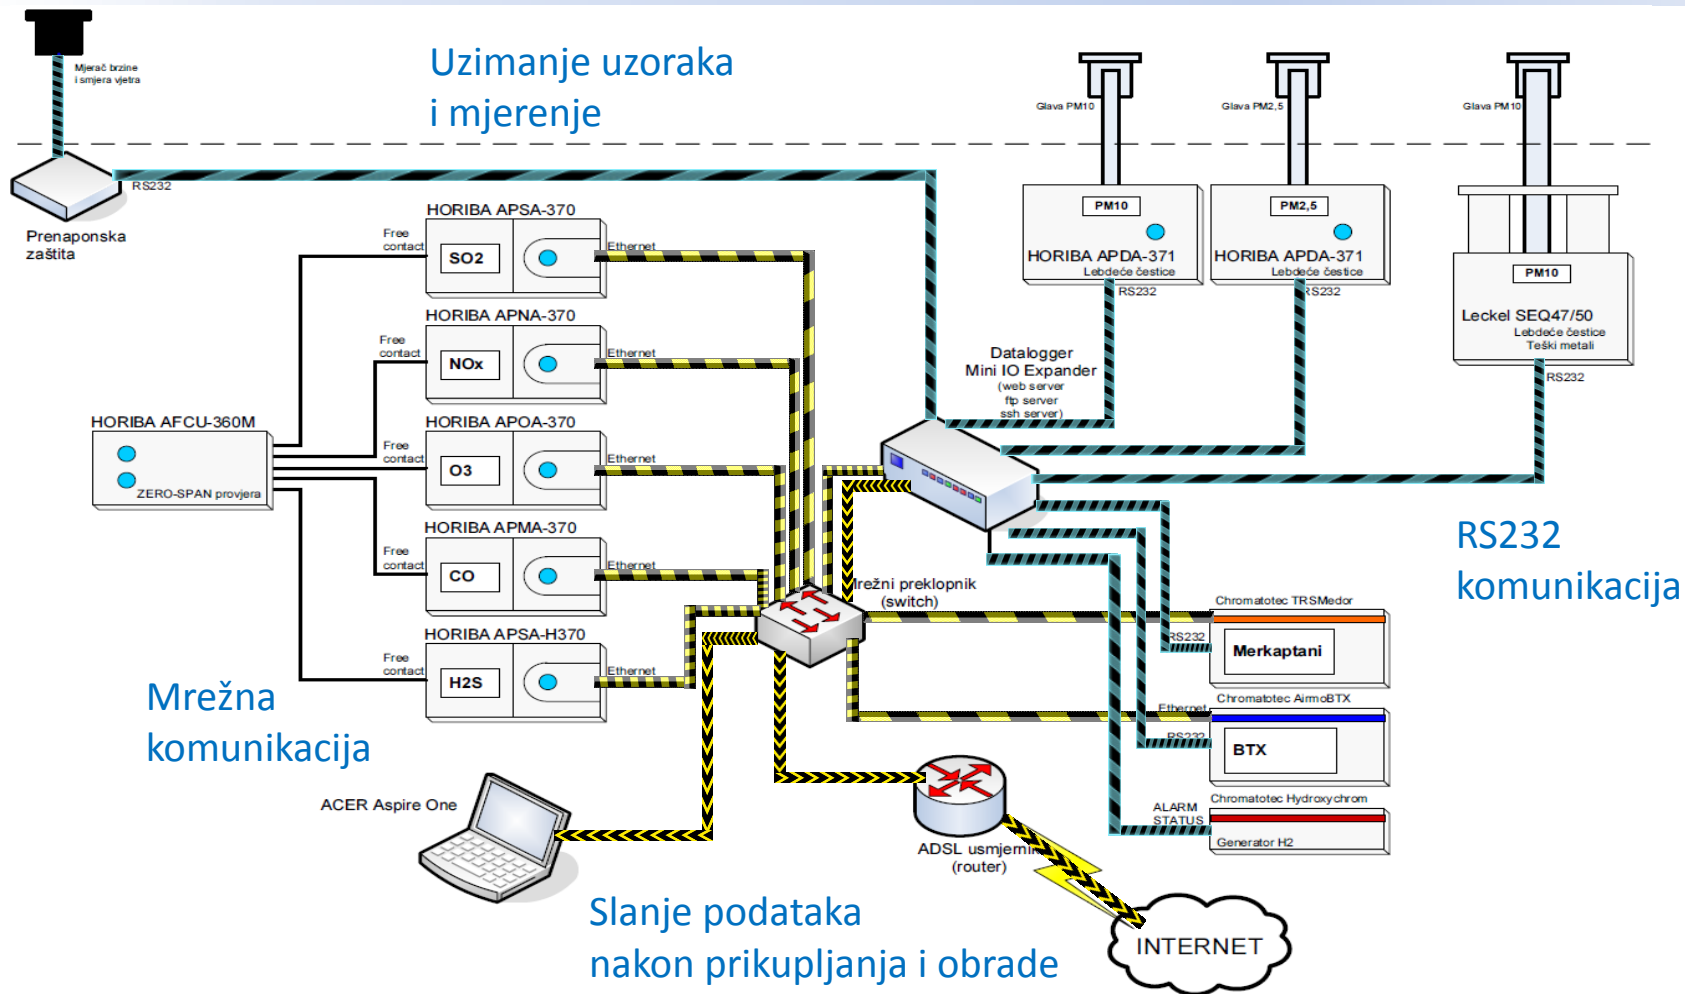 Mjerač brzine
i smjera vjetra
Uzimanje uzoraka
i mjerenje
Glava PM10
Glava PM2,5
Glava PM10
RS232
Prenaponska
zaštita
PM10
HORIBA APDA-371
Lebdeće čestice
RS232
PM2,5
HORIBA APDA-371
Lebdeće čestice
RS232
PM10
Leckel SEQ47/50
Lebdeće čestice
Teški metali
RS232
HORIBA APSA-370
Free
contact
SO2
Ethernet
HORIBA APNA-370
Free
contact
NOx
Ethernet
Datalogger
Mini IO Expander
(web server
ftp server
ssh server)
HORIBA AFCU-360M
ZERO-SPAN provjera
HORIBA APOA-370
Free
contact
O3
Ethernet
HORIBA APMA-370
Free
contact
CO
Ethernet
HORIBA APSA-H370
Free
contact
H2S
Ethernet
Mrežni preklopnik
(switch)
RS232
komunikacija
Chromatotec TRSMedor
RS232
Merkaptani
Chromatotec AirmoBTX
Ethernet
RS232
BTX
Chromatotec Hydroxychrom
ALARM
STATUS
Generator H2
Mrežna
komunikacija
ACER Aspire One
ADSL usmjernik
(router)
Slanje podataka
nakon prikupljanja i obrade
INTERNET